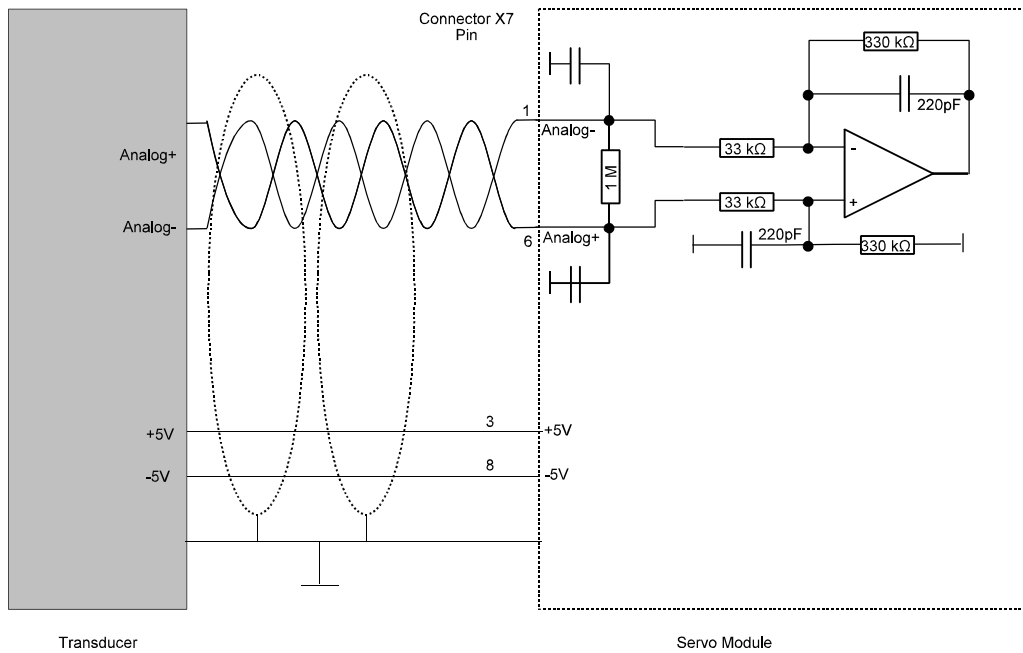 Connector X7
Pin
330 kΩ
220pF
1
Analog-
Analog+
33 kΩ
-
1 M
33 kΩ
+
Analog-
6
Analog+
220pF
330 kΩ
3
+5V
+5V
8
-5V
-5V
Transducer
Servo Module